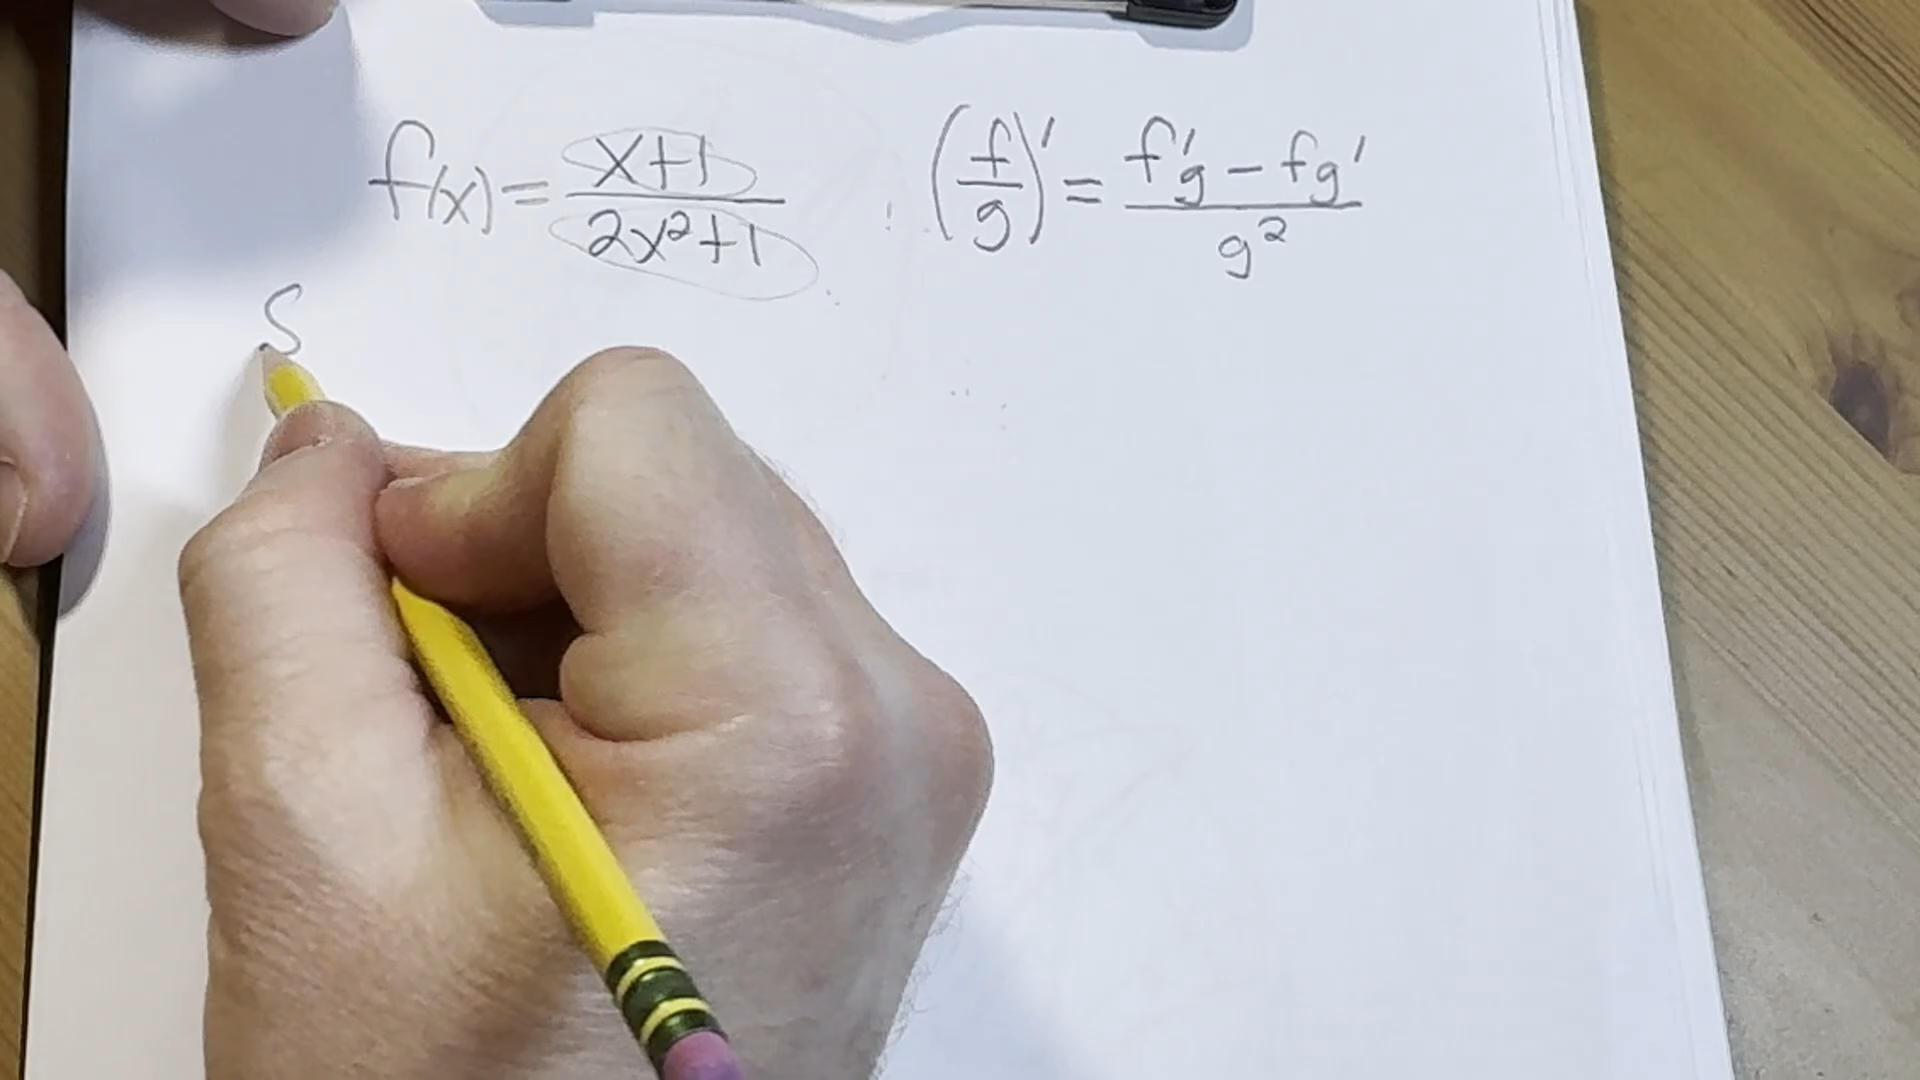 f(x) = x+1 / 2x²+1 (f/g)' = f'g - fg' / g²
S